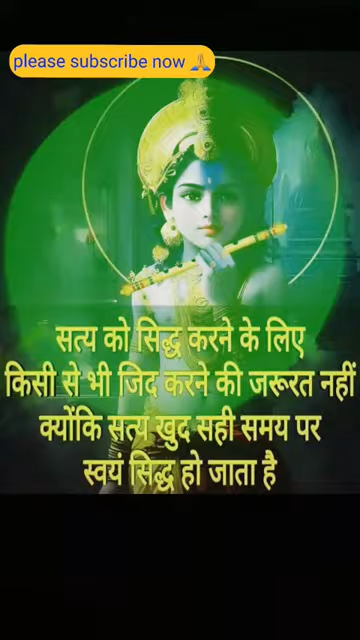 please subscribe now 🙏
सत्य को सिद्ध करने के लिए
किसी से भी जिद करने की जरूरत नहीं
क्योंकि सत्य खुद सही समय पर
स्वयं सिद्ध हो जाता है